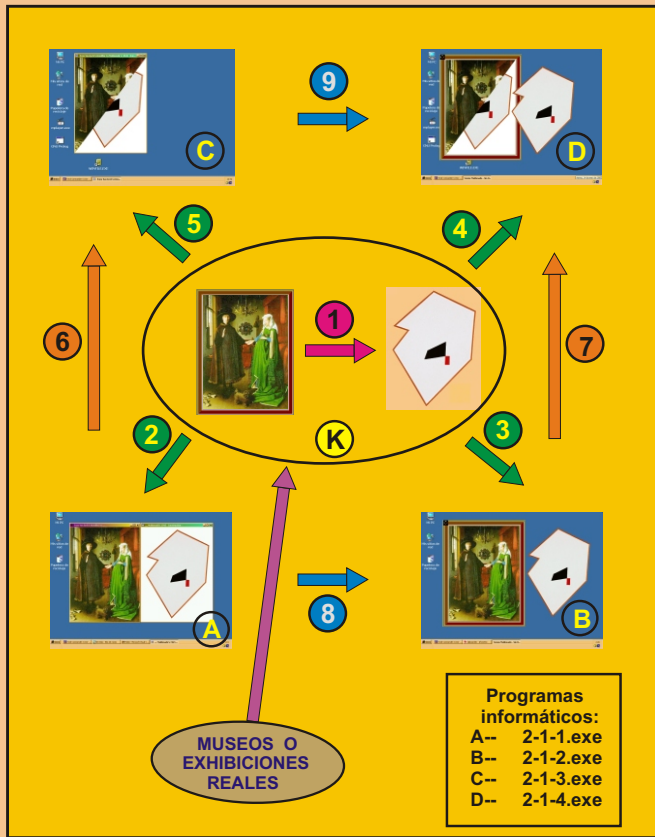 9
C
D
5
4
1
6
7
K
2
3
A
8
B
MUSEOS O
EXHIBICIONES
REALES
Programas
informáticos:
A-- 2-1-1.exe
B-- 2-1-2.exe
C-- 2-1-3.exe
D-- 2-1-4.exe